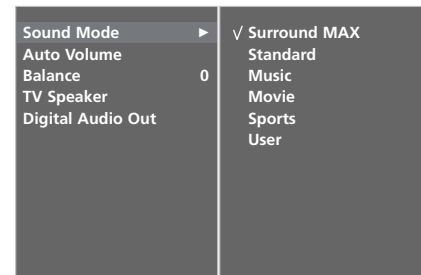 Sound Mode ►
Auto Volume
Balance 0
TV Speaker
Digital Audio Out
√ Surround MAX
Standard
Music
Movie
Sports
User